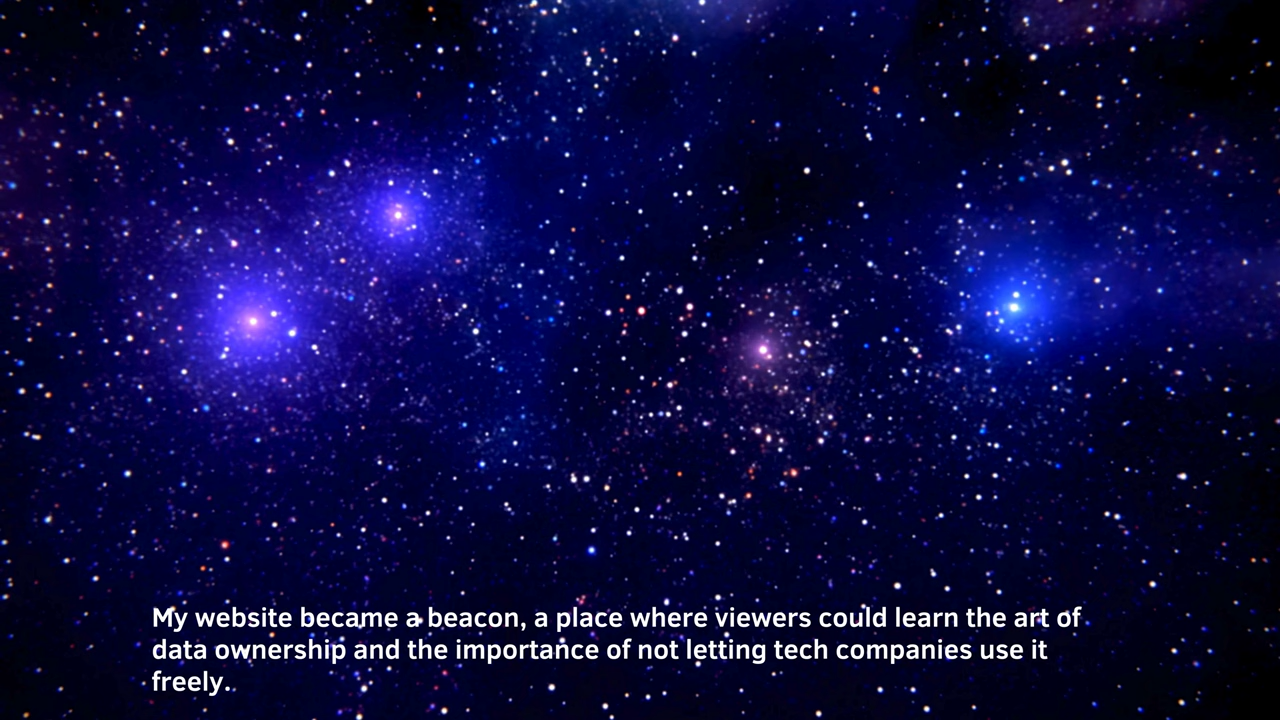 My website became a beacon, a place where viewers could learn the art of
data ownership and the importance of not letting tech companies use it
freely.